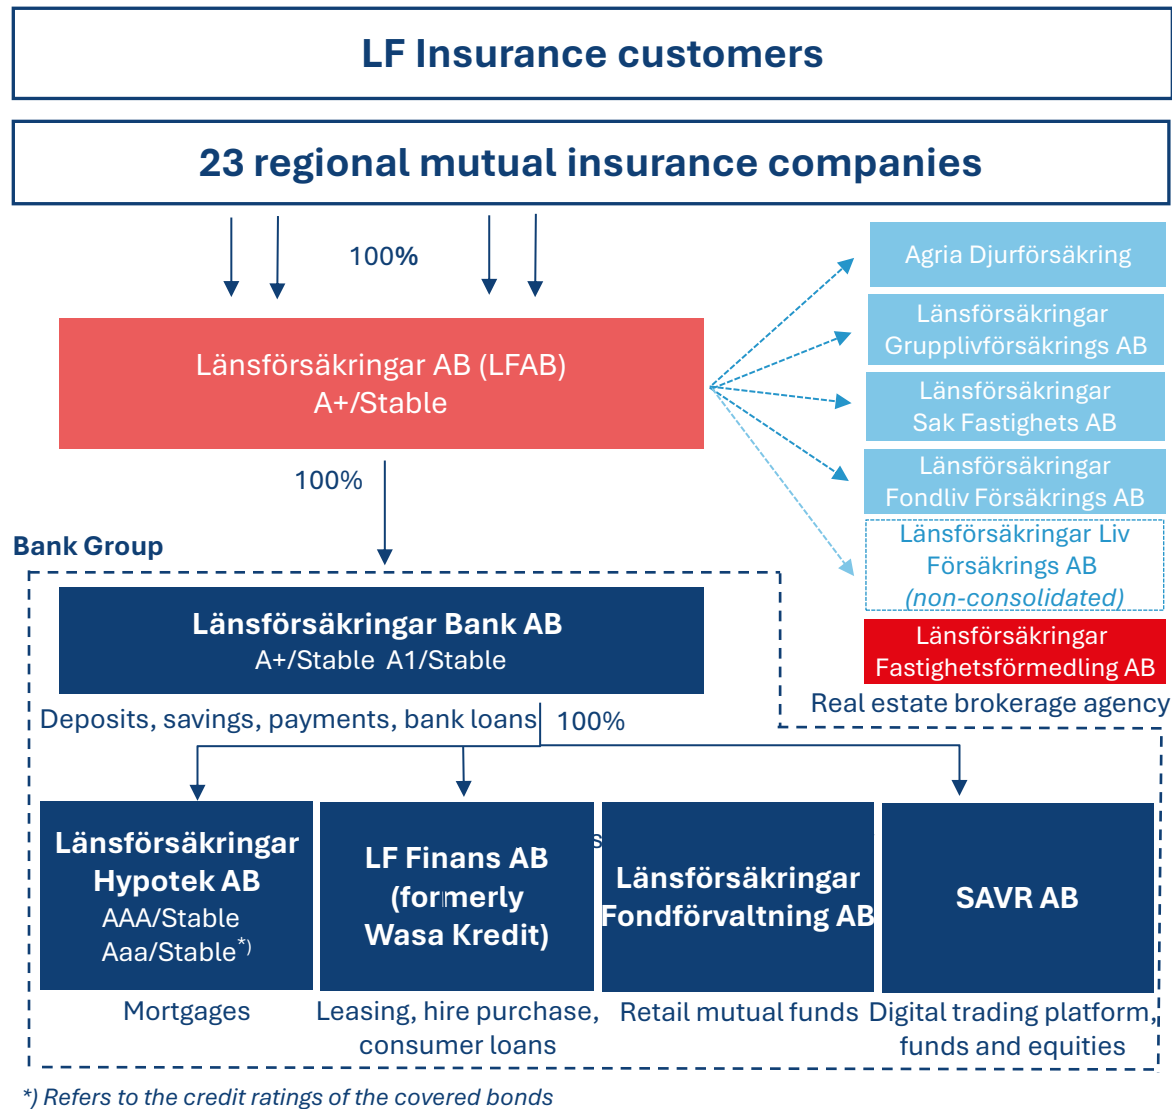 LF Insurance customers
23 regional mutual insurance companies
100%
Länsförsäkringar AB (LFAB)
A+/Stable
Agria Djurförsäkring
Länsförsäkringar
Grupplivförsäkrings AB
Länsförsäkringar
Sak Fastighets AB
Länsförsäkringar
Fondliv Försäkrings AB
Länsförsäkringar Liv
Försäkrings AB
(non-consolidated)
Länsförsäkringar
Fastighetsförmedling AB
Real estate brokerage agency
100%
Bank Group
Länsförsäkringar Bank AB
A+/Stable A1/Stable
Deposits, savings, payments, bank loans
100%
Länsförsäkringar
Hypotek AB
AAA/Stable
Aaa/Stable*)
Mortgages
LF Finans AB
(formerly
Wasa Kredit)
s
Leasing, hire purchase,
consumer loans
Länsförsäkringar
Fondförvaltning AB
Retail mutual funds
SAVR AB
Digital trading platform,
funds and equities
*) Refers to the credit ratings of the covered bonds